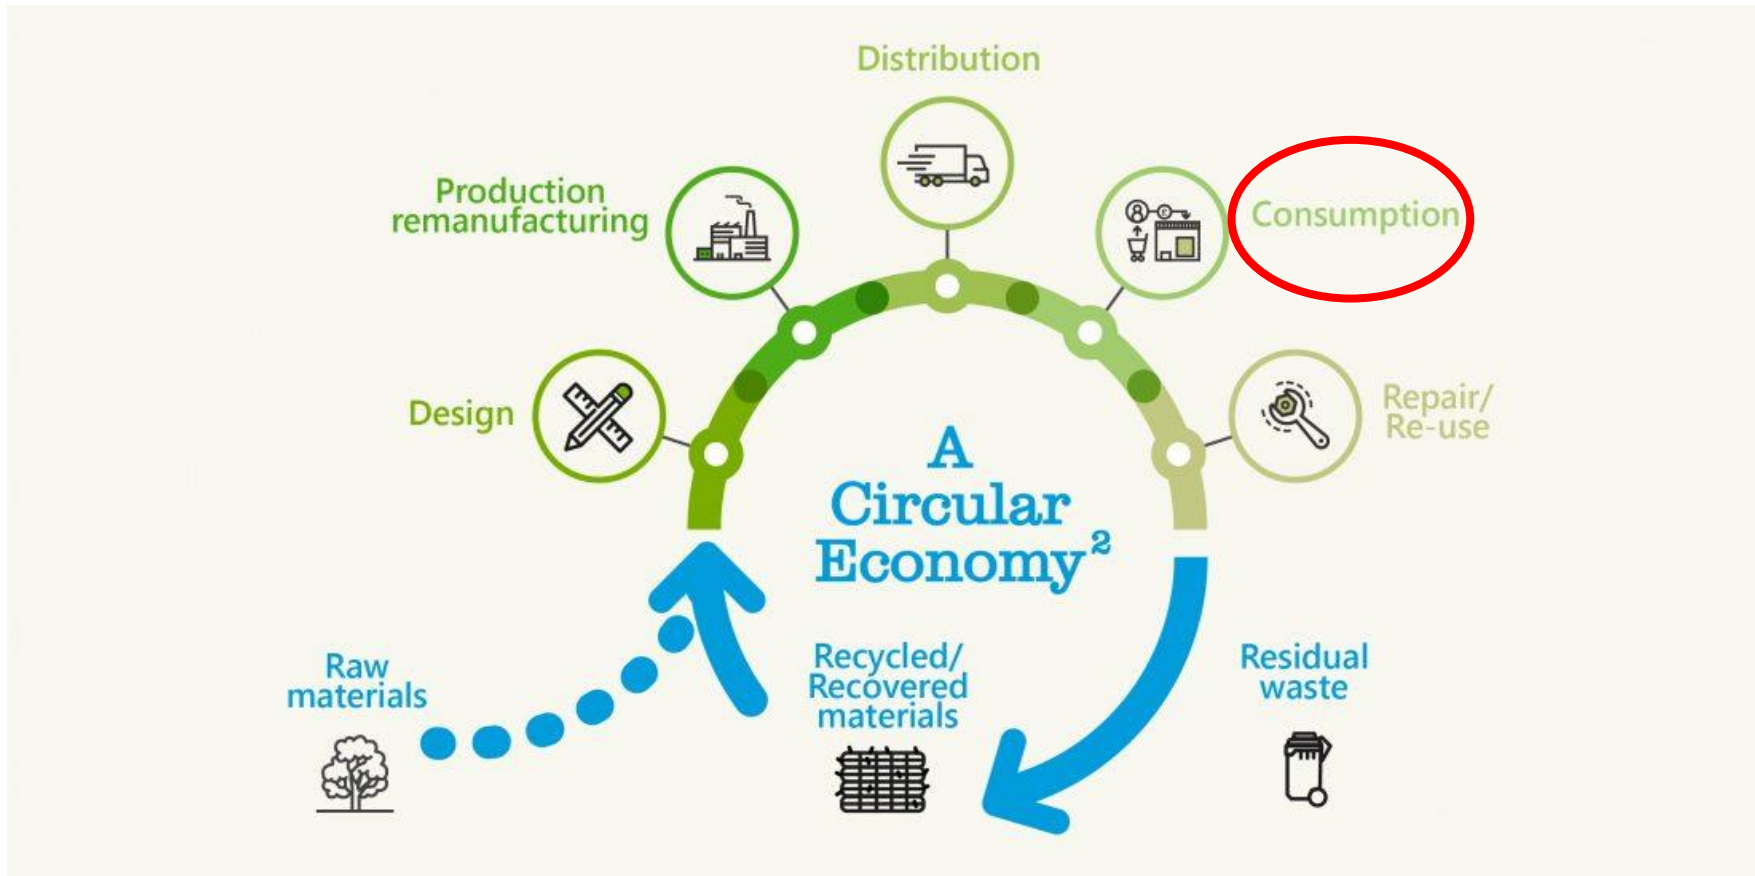 Distribution
Production
remanufacturing
Consumption
Design
Repair/
Re-use
A
Circular
Economy²
Raw
materials
Recycled/
Recovered
materials
Residual
waste